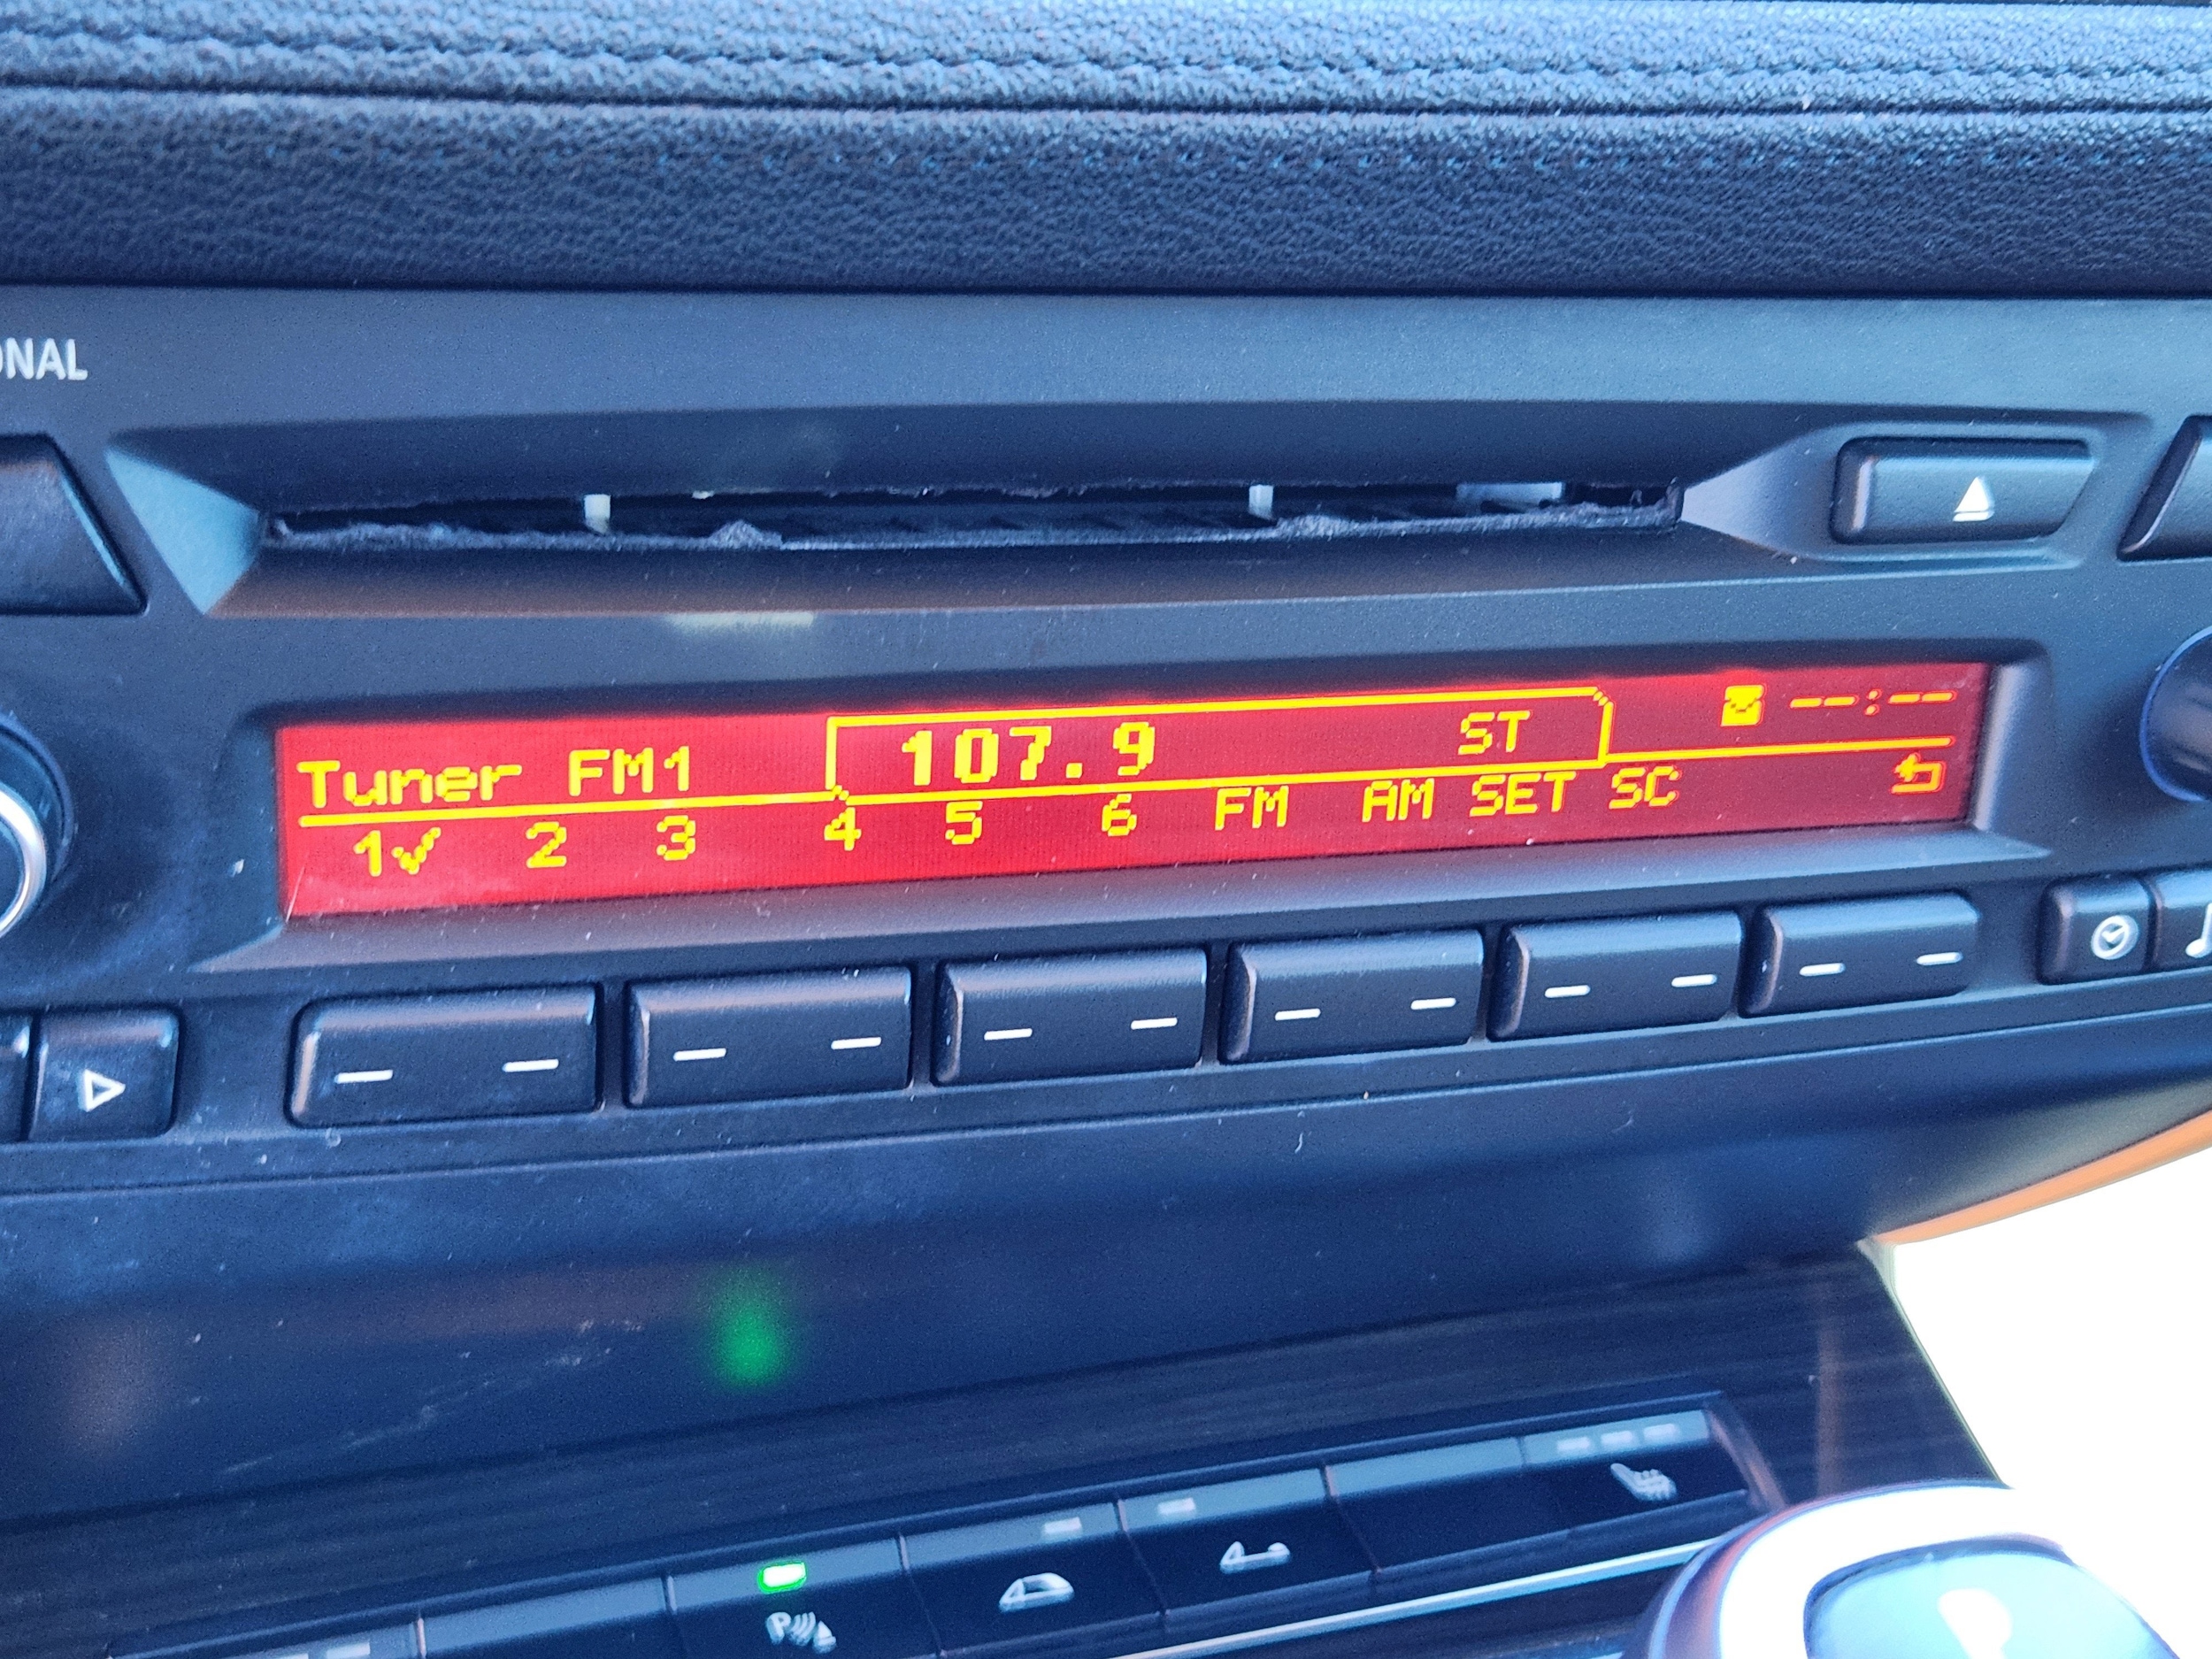 ONAL
Tuner FM1 107.9 ST --:--
1✓ 2 3 4 5 6 FM AM SET SC
P